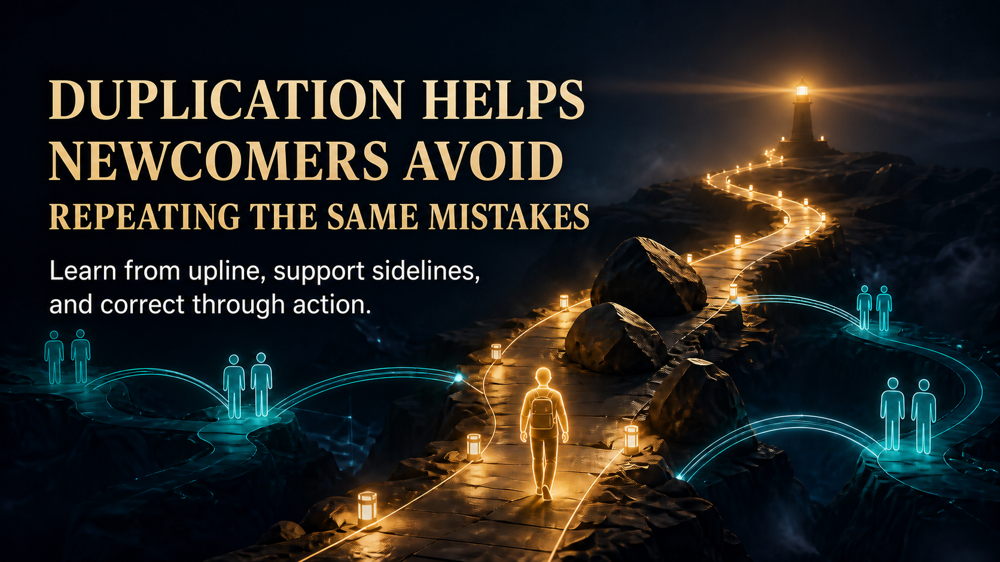 DUPLICATION HELPS
NEWCOMERS AVOID
REPEATING THE SAME MISTAKES
Learn from upline, support sidelines,
and correct through action.